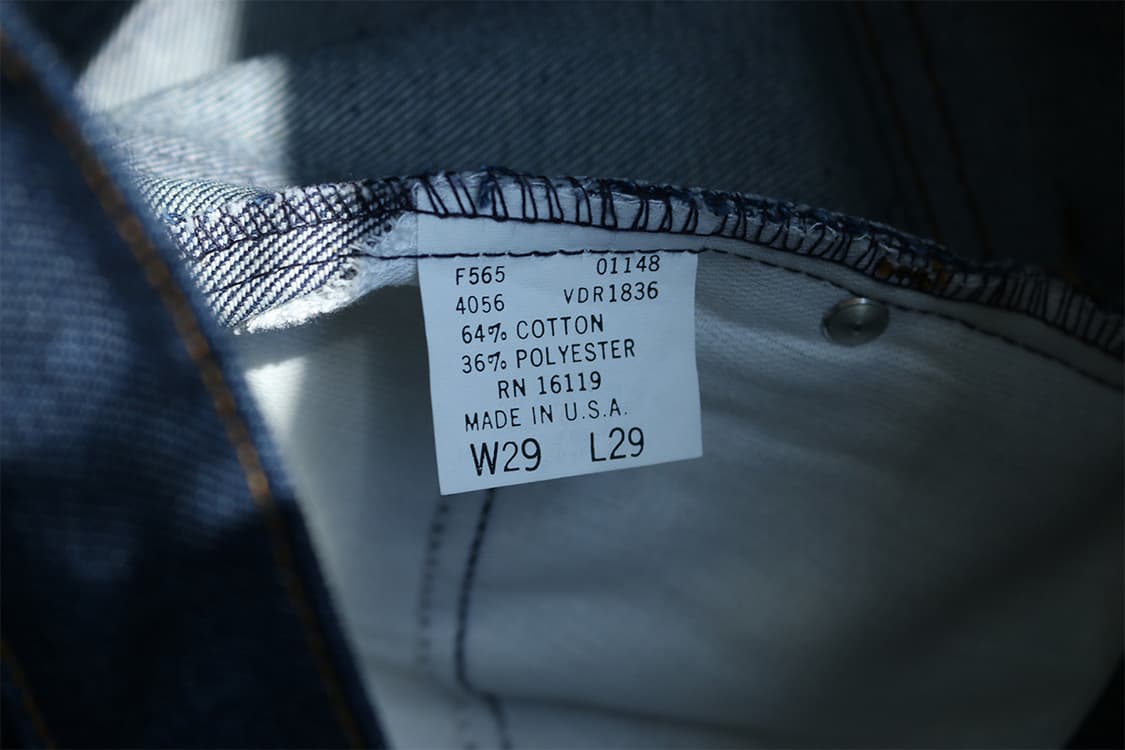 F565 01148
4056 VDR1836
64% COTTON
36% POLYESTER
RN 16119
MADE IN U.S.A.
W29 L29